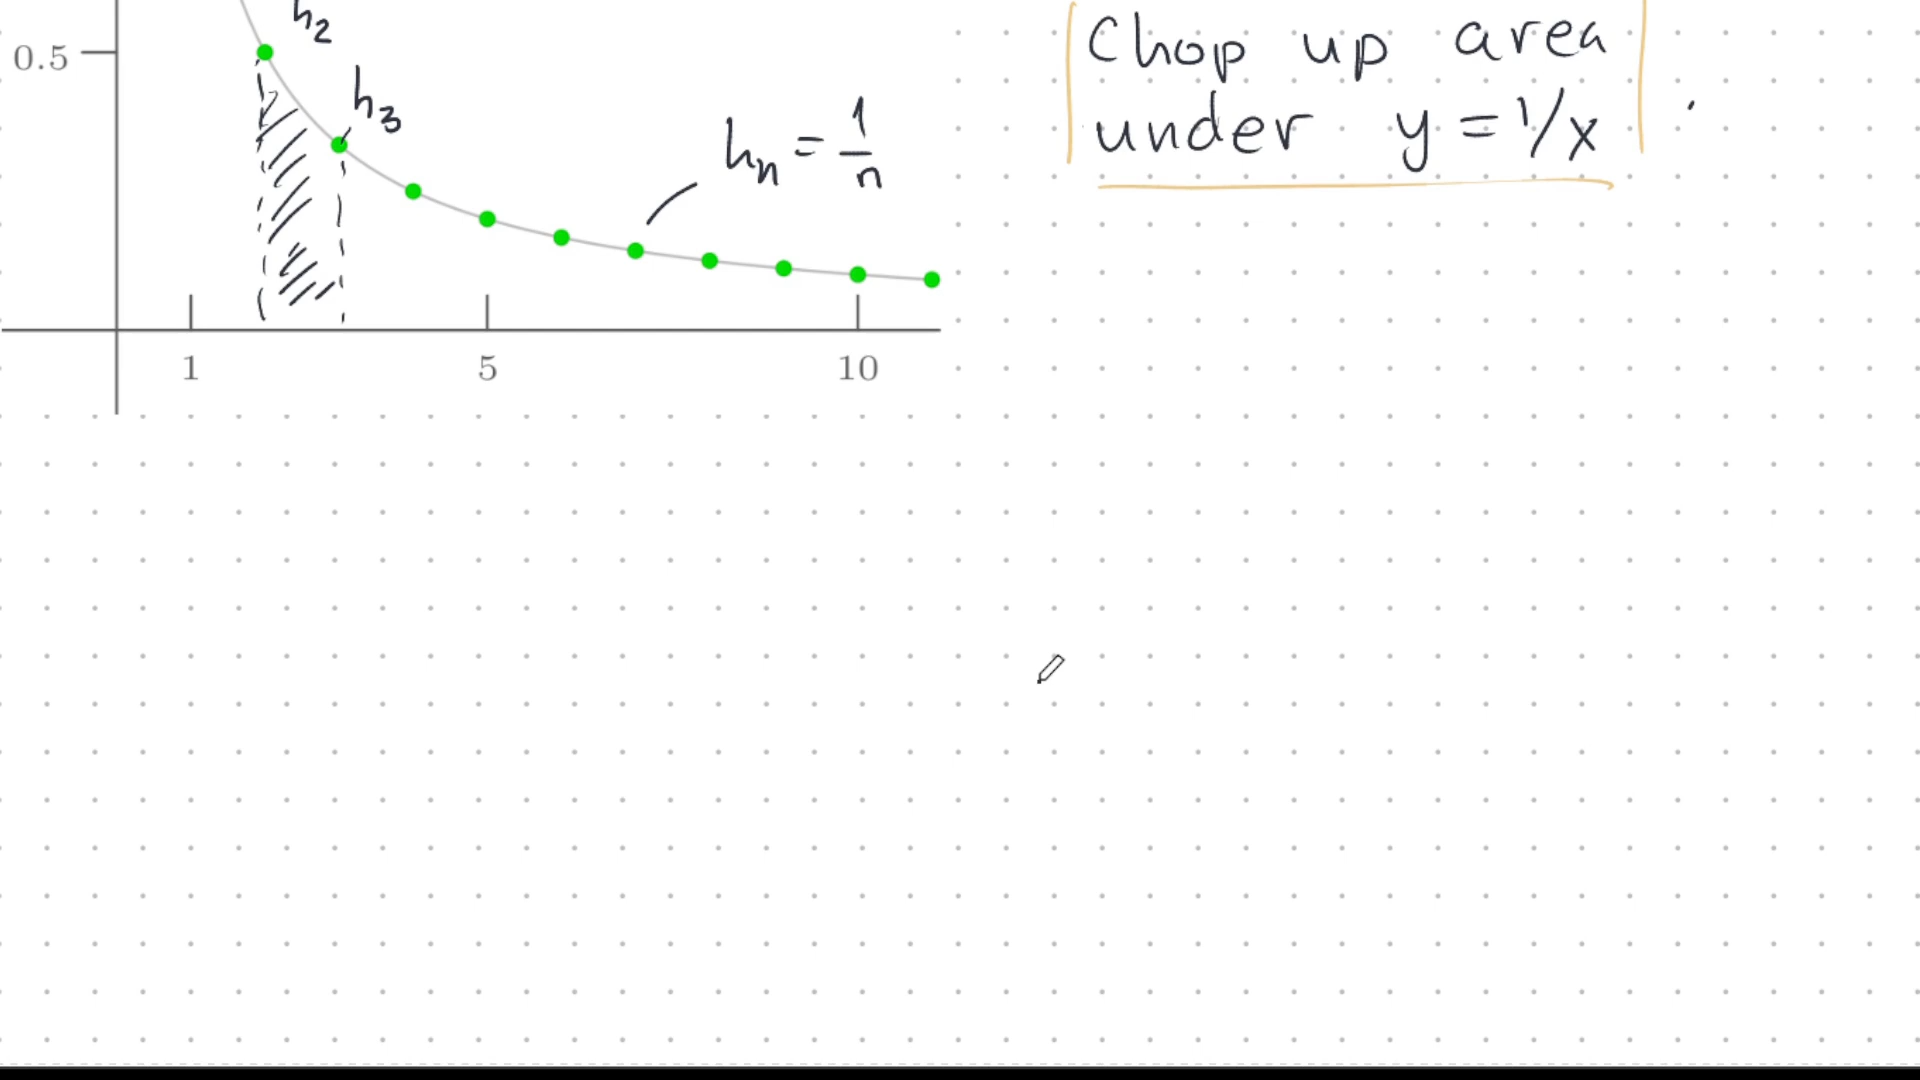 h₂
0.5
h₃
hₙ = 1/n
1
5
10
Chop up area
under y = 1/x